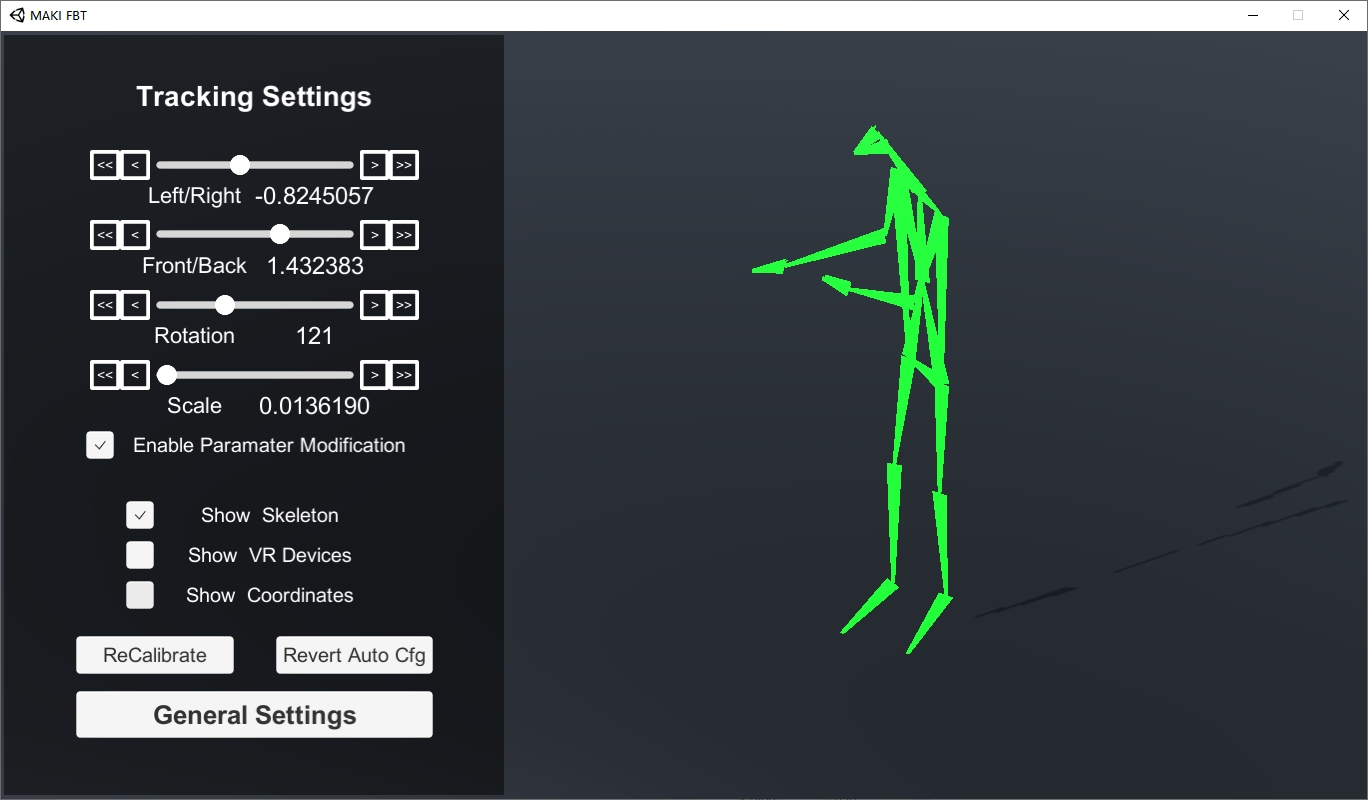 MAKI FBT
Tracking Settings
<< < > >>
Left/Right -0.8245057
<< < > >>
Front/Back 1.432383
<< < > >>
Rotation 121
<< < > >>
Scale 0.0136190
Enable Paramater Modification
Show Skeleton
Show VR Devices
Show Coordinates
ReCalibrate Revert Auto Cfg
General Settings